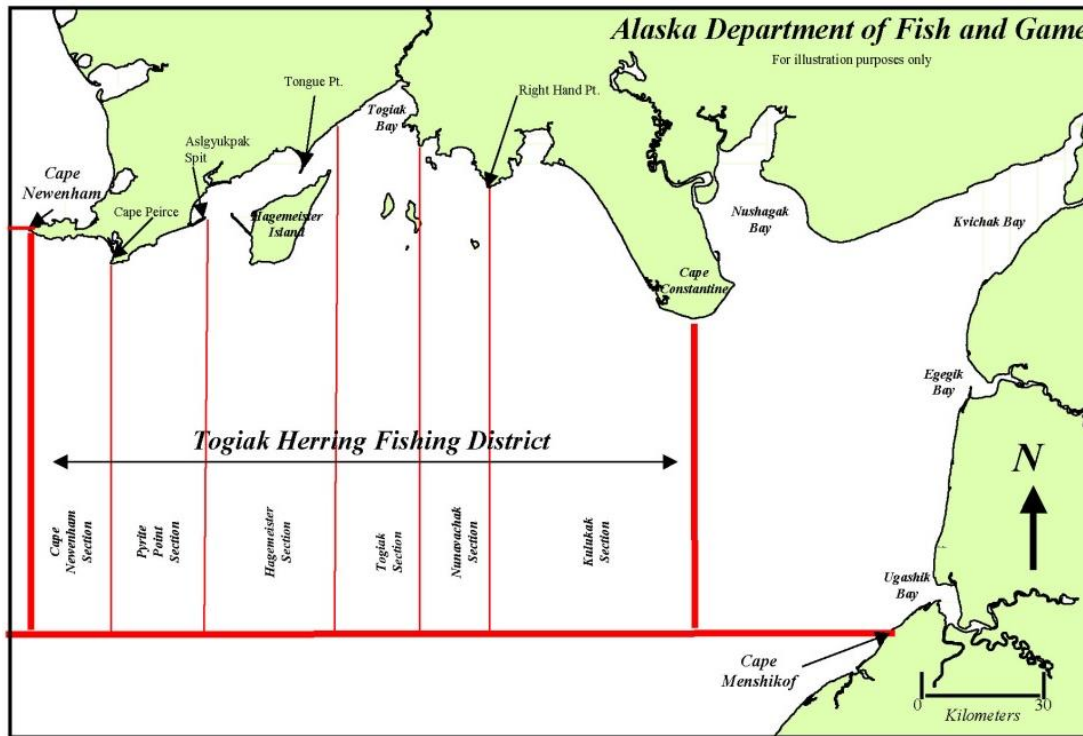 Alaska Department of Fish and Game
For illustration purposes only
Tongue Pt.
Togiak
Bay
Right Hand Pt.
Aslgyukpak
Spit
Cape
Newenham
Cape Peirce
Hagemeister
Island
Nushagak
Bay
Kvichak Bay
Cape
Constantine
Egegik
Bay
Togiak Herring Fishing District
N
Cape
Newenham
Section
Pyrite
Point
Section
Hagemeister
Section
Togiak
Section
Nunavachak
Section
Kulukak
Section
Ugashik
Bay
Cape
Menshikof
0 30
Kilometers